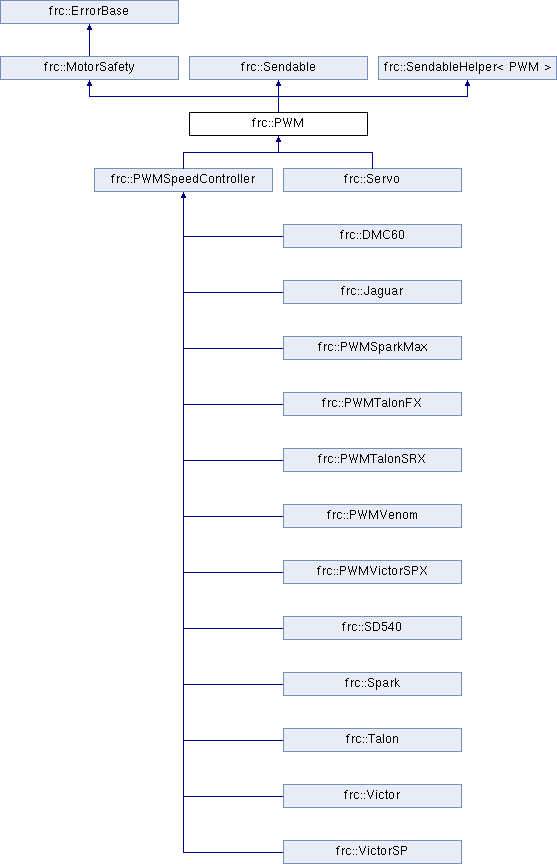 frc::ErrorBase
frc::MotorSafety
frc::Sendable
frc::SendableHelper< PWM >
frc::PWM
frc::PWMSpeedController
frc::Servo
frc::DMC60
frc::Jaguar
frc::PWMSparkMax
frc::PWMTalonFX
frc::PWMTalonSRX
frc::PWMVenom
frc::PWMVictorSPX
frc::SD540
frc::Spark
frc::Talon
frc::Victor
frc::VictorSP